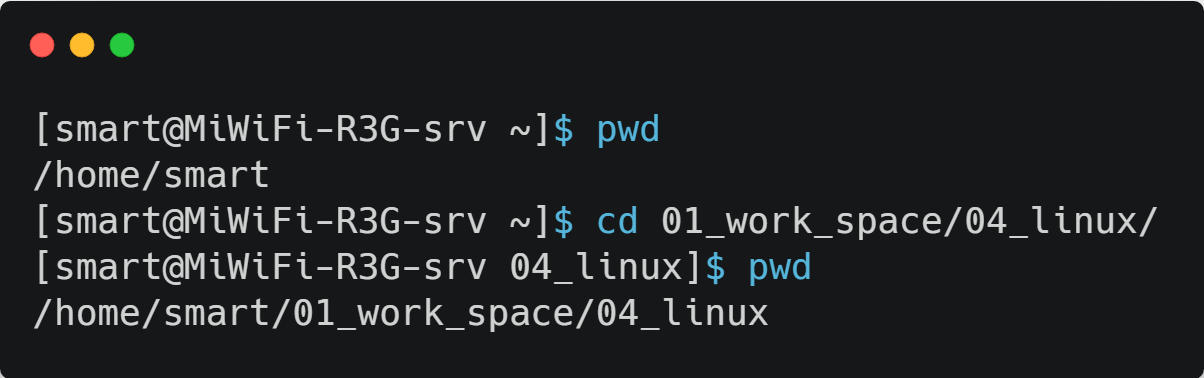 [smart@MiWiFi-R3G-srv ~]$ pwd
/home/smart
[smart@MiWiFi-R3G-srv ~]$ cd 01_work_space/04_linux/
[smart@MiWiFi-R3G-srv 04_linux]$ pwd
/home/smart/01_work_space/04_linux